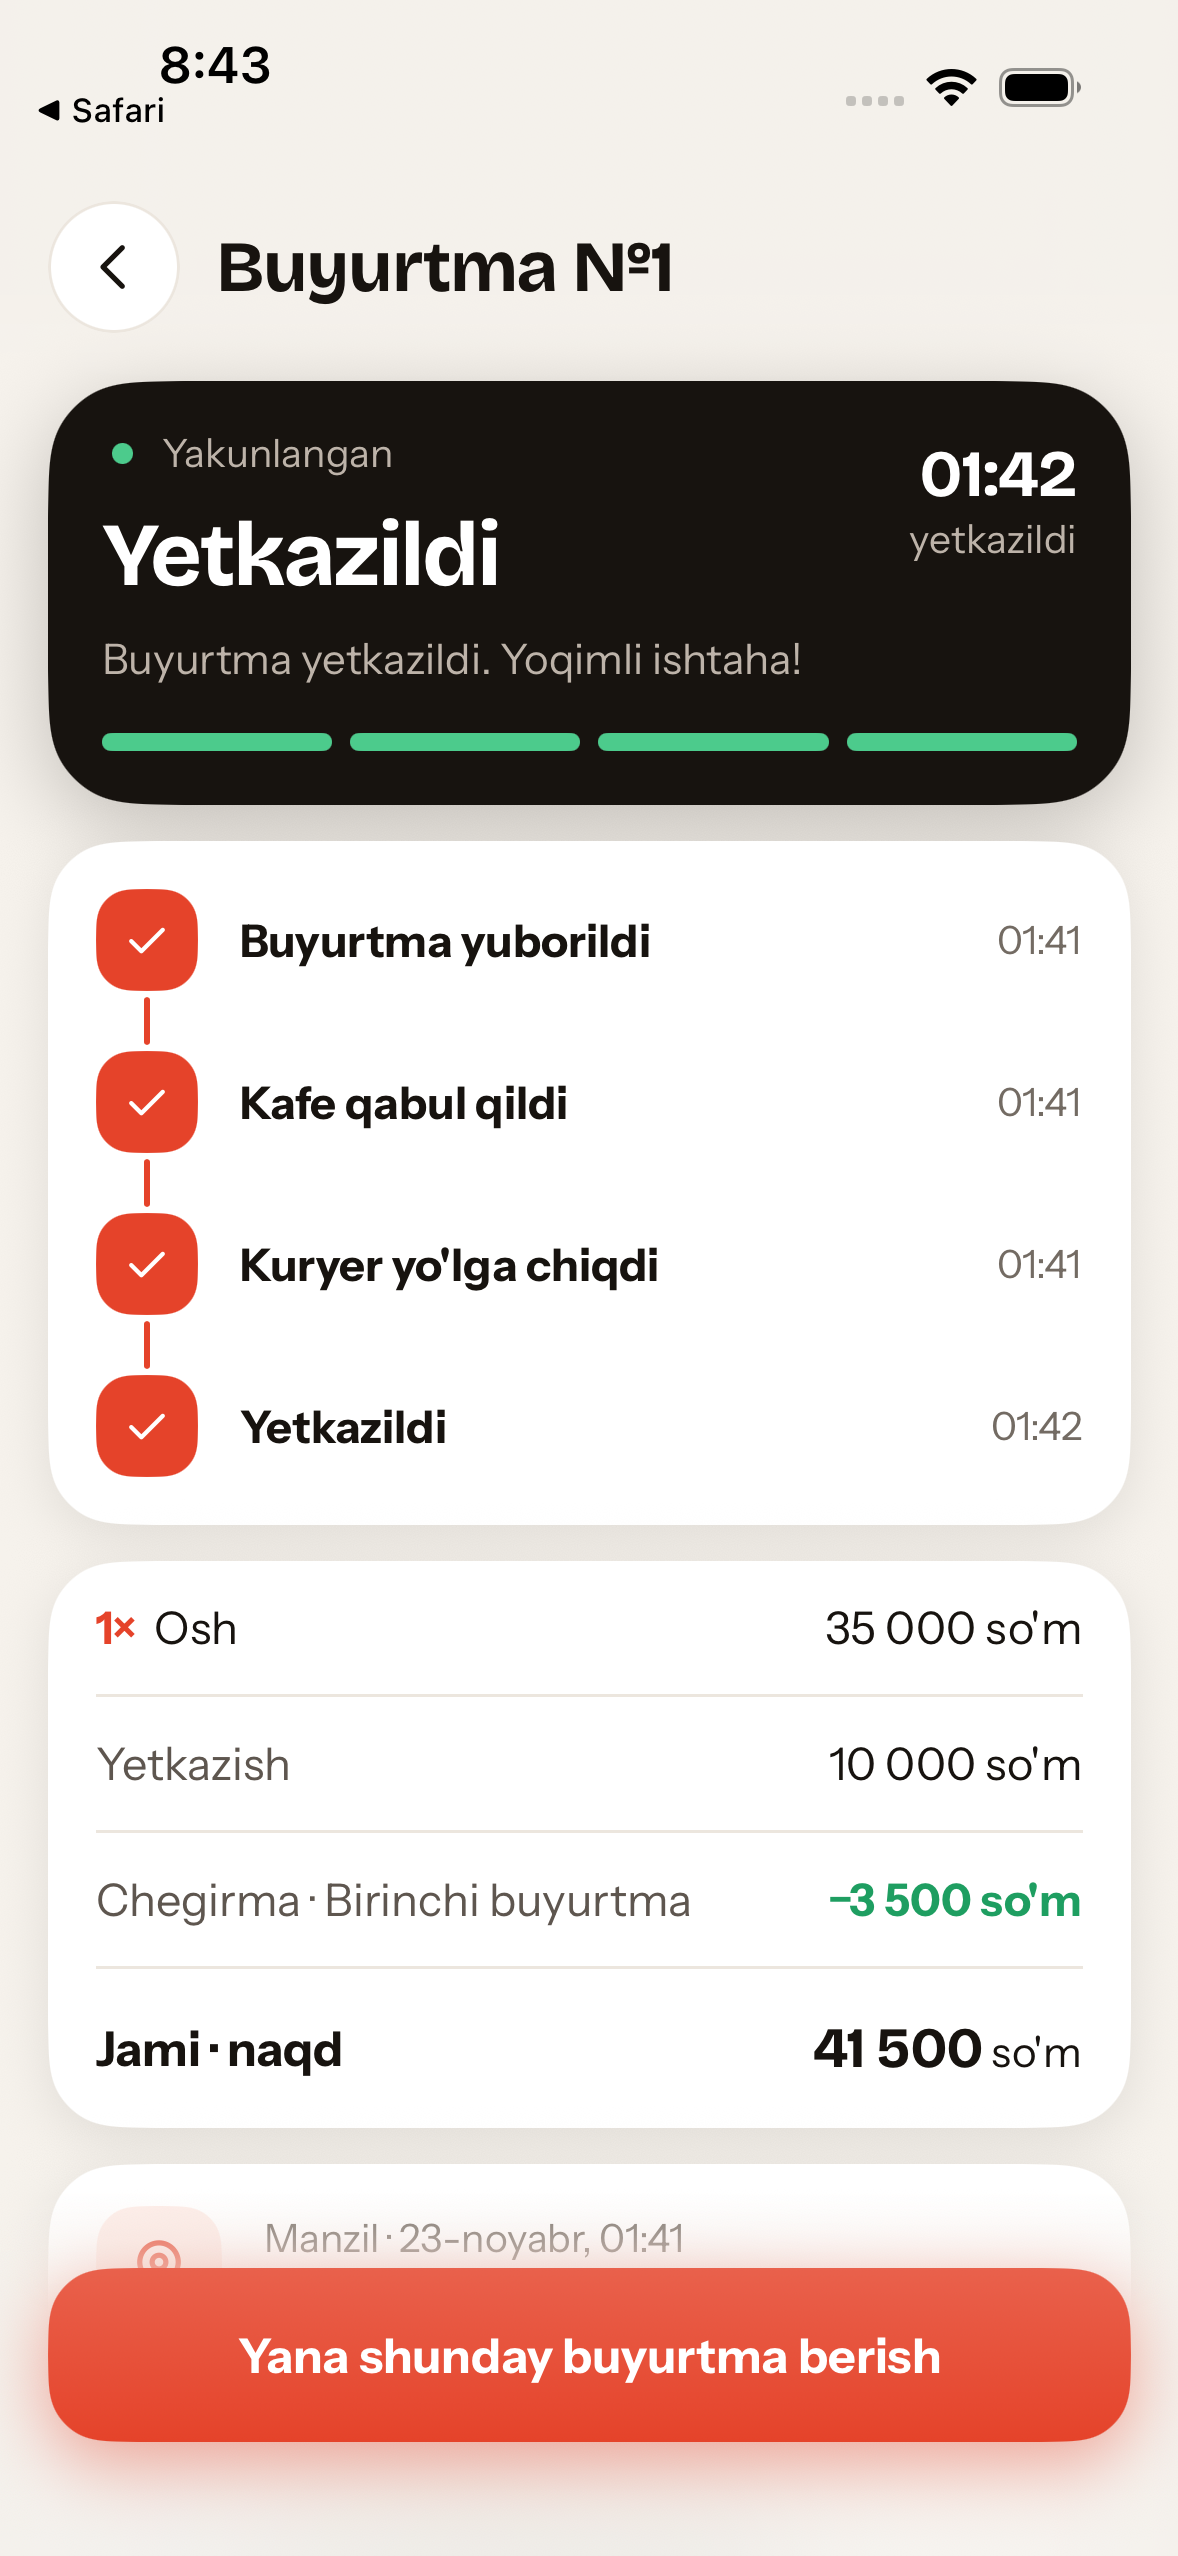 8:43
◀ Safari
Buyurtma №1
Yakunlangan
01:42
yetkazildi
Yetkazildi
Buyurtma yetkazildi. Yoqimli ishtaha!
Buyurtma yuborildi 01:41
Kafe qabul qildi 01:41
Kuryer yo'lga chiqdi 01:41
Yetkazildi 01:42
1× Osh 35 000 so'm
Yetkazish 10 000 so'm
Chegirma · Birinchi buyurtma −3 500 so'm
Jami · naqd 41 500 so'm
Manzil · 23-noyabr, 01:41
Yana shunday buyurtma berish